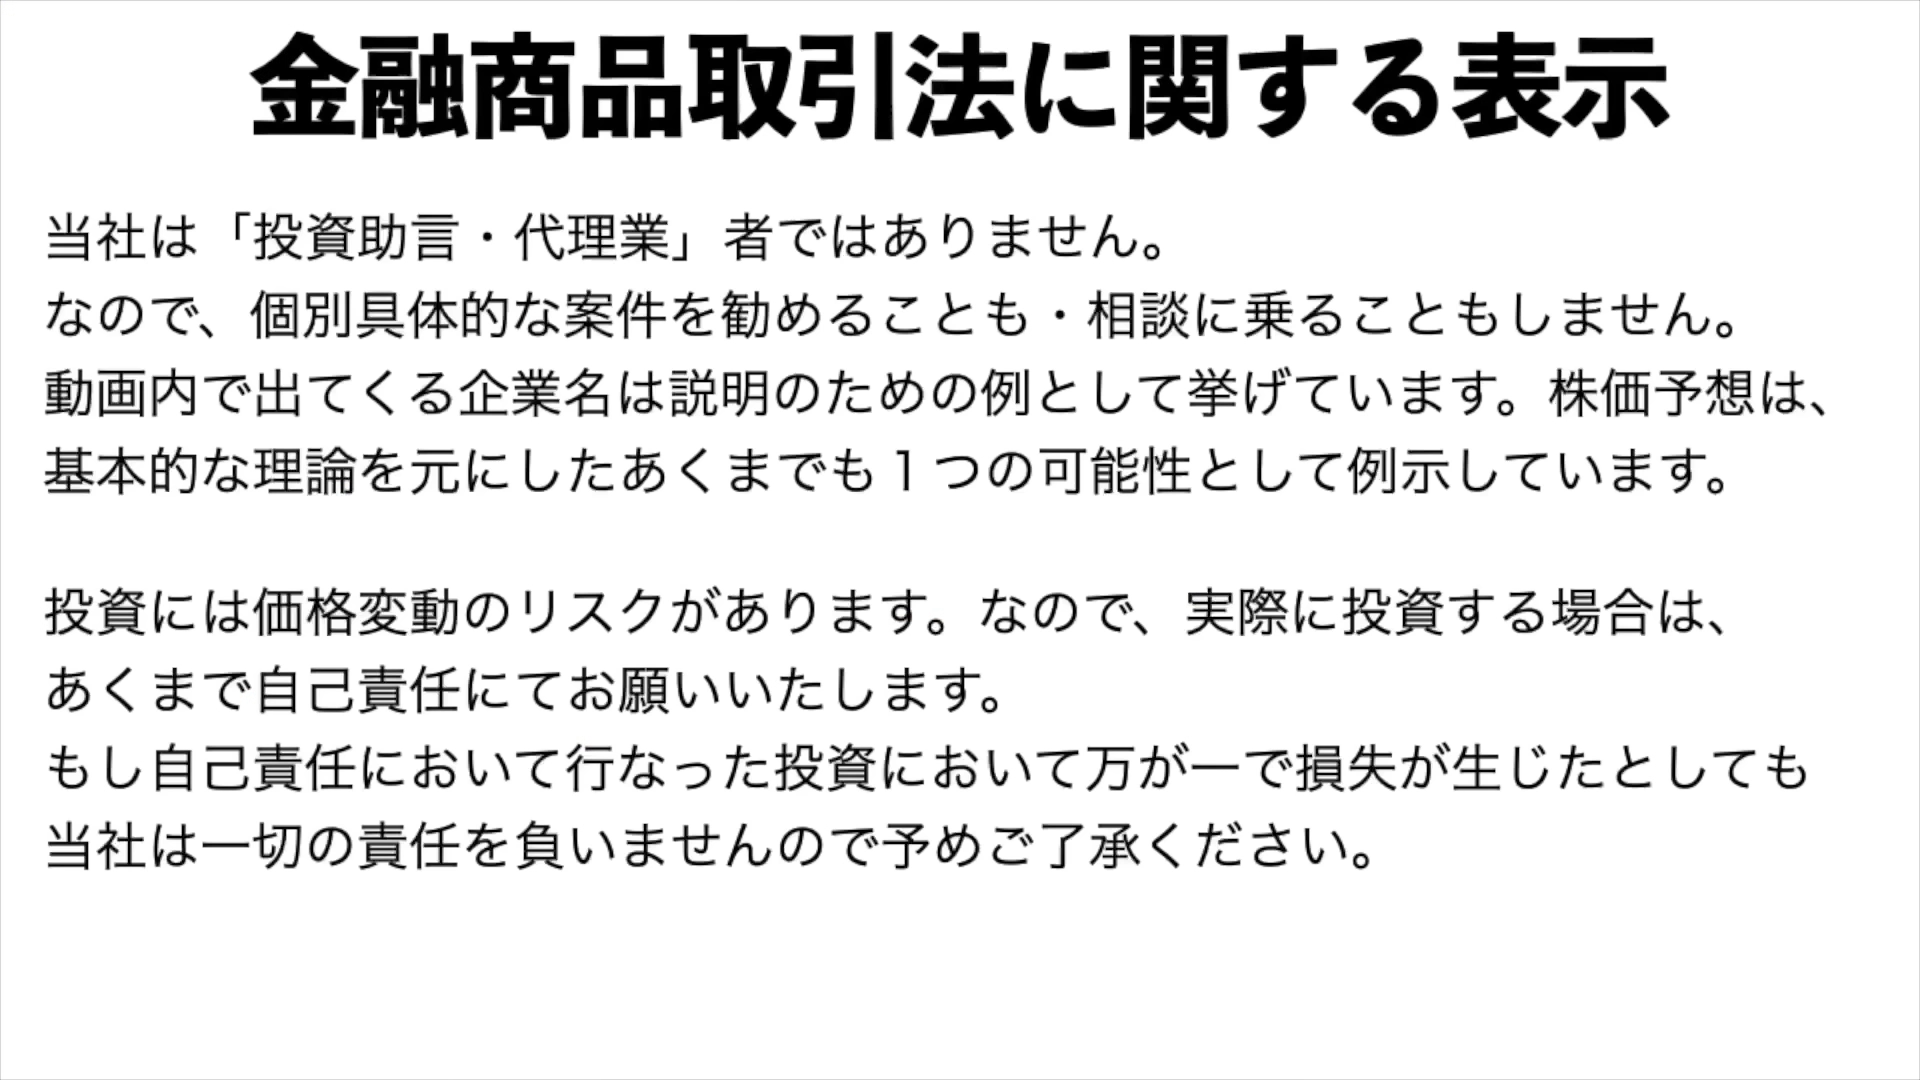 金融商品取引法に関する表示
当社は「投資助言・代理業」者ではありません。
なので、個別具体的な案件を勧めることも・相談に乗ることもしません。
動画内で出てくる企業名は説明のための例として挙げています。株価予想は、
基本的な理論を元にしたあくまでも１つの可能性として例示しています。
投資には価格変動のリスクがあります。なので、実際に投資する場合は、
あくまで自己責任にてお願いいたします。
もし自己責任において行なった投資において万が一で損失が生じたとしても
当社は一切の責任を負いませんので予めご了承ください。